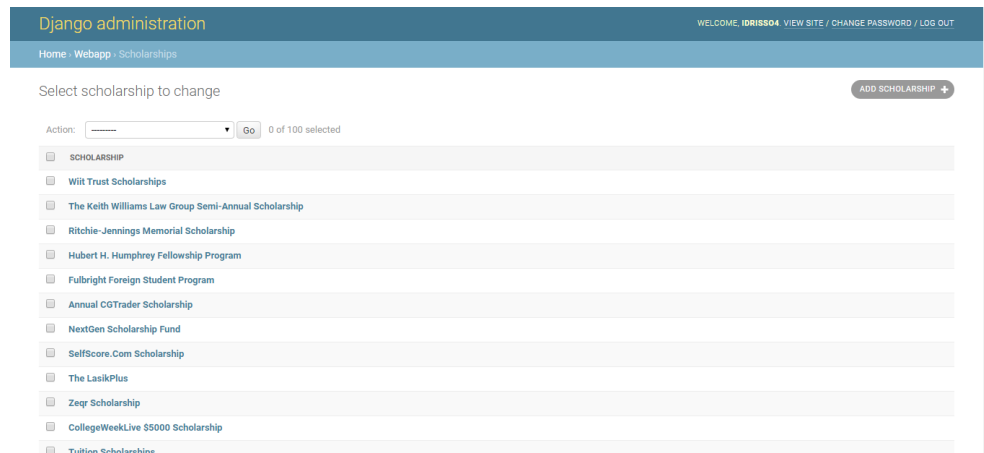 Django administration
WELCOME, IDRISSO4. VIEW SITE / CHANGE PASSWORD / LOG OUT
Home › Webapp › Scholarships
Select scholarship to change
ADD SCHOLARSHIP +
Action: --------- Go 0 of 100 selected
SCHOLARSHIP
Wiit Trust Scholarships
The Keith Williams Law Group Semi-Annual Scholarship
Ritchie-Jennings Memorial Scholarship
Hubert H. Humphrey Fellowship Program
Fulbright Foreign Student Program
Annual CGTrader Scholarship
NextGen Scholarship Fund
SelfScore.Com Scholarship
The LasikPlus
Zeqr Scholarship
CollegeWeekLive $5000 Scholarship
Tuition Scholarships